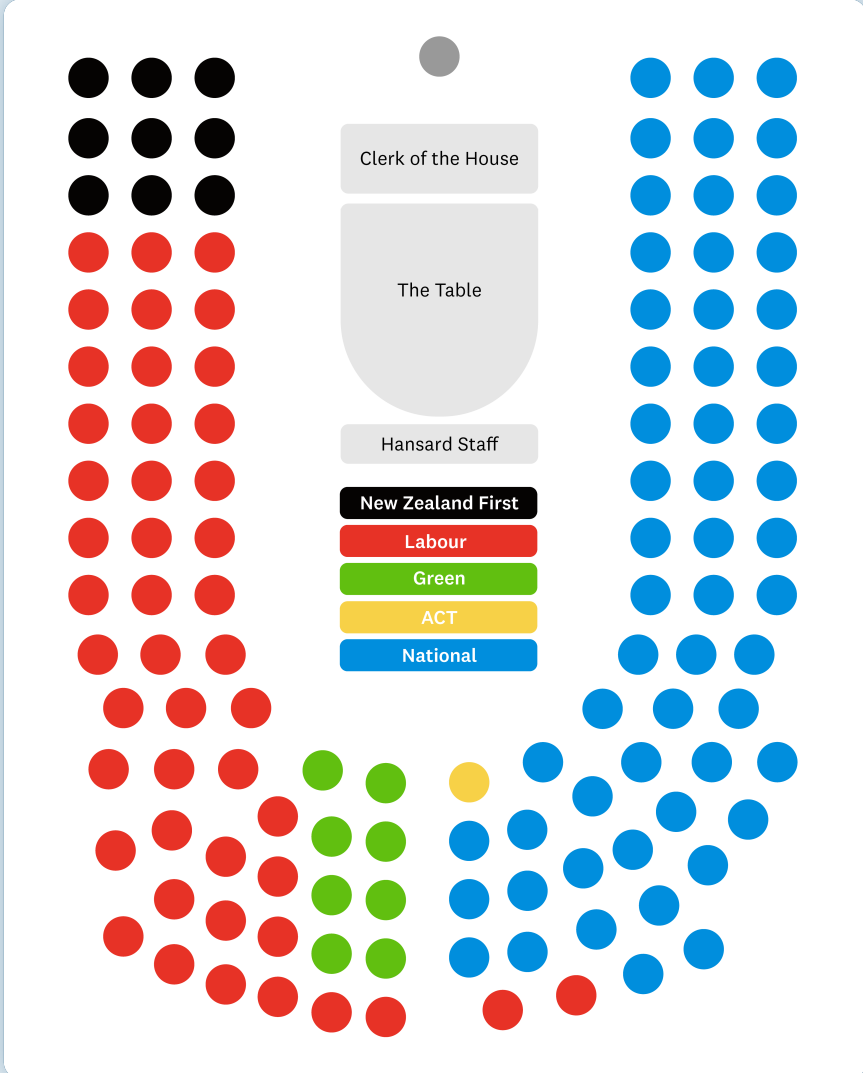 Clerk of the House
The Table
Hansard Staff
New Zealand First
Labour
Green
ACT
National